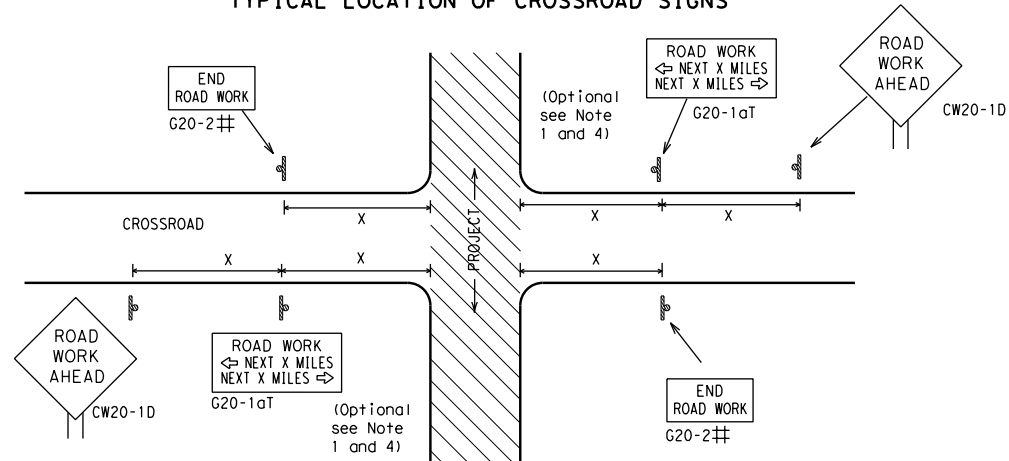 TYPICAL LOCATION OF CROSSROAD SIGNS
END
ROAD WORK
G20-2#
(Optional
see Note
1 and 4)
ROAD WORK
⇦ NEXT X MILES
NEXT X MILES ⇨
G20-1aT
ROAD
WORK
AHEAD
CW20-1D
X
X
X
CROSSROAD
PROJECT
X
X
X
ROAD
WORK
AHEAD
CW20-1D
ROAD WORK
⇦ NEXT X MILES
NEXT X MILES ⇨
G20-1aT
(Optional
see Note
1 and 4)
END
ROAD WORK
G20-2#